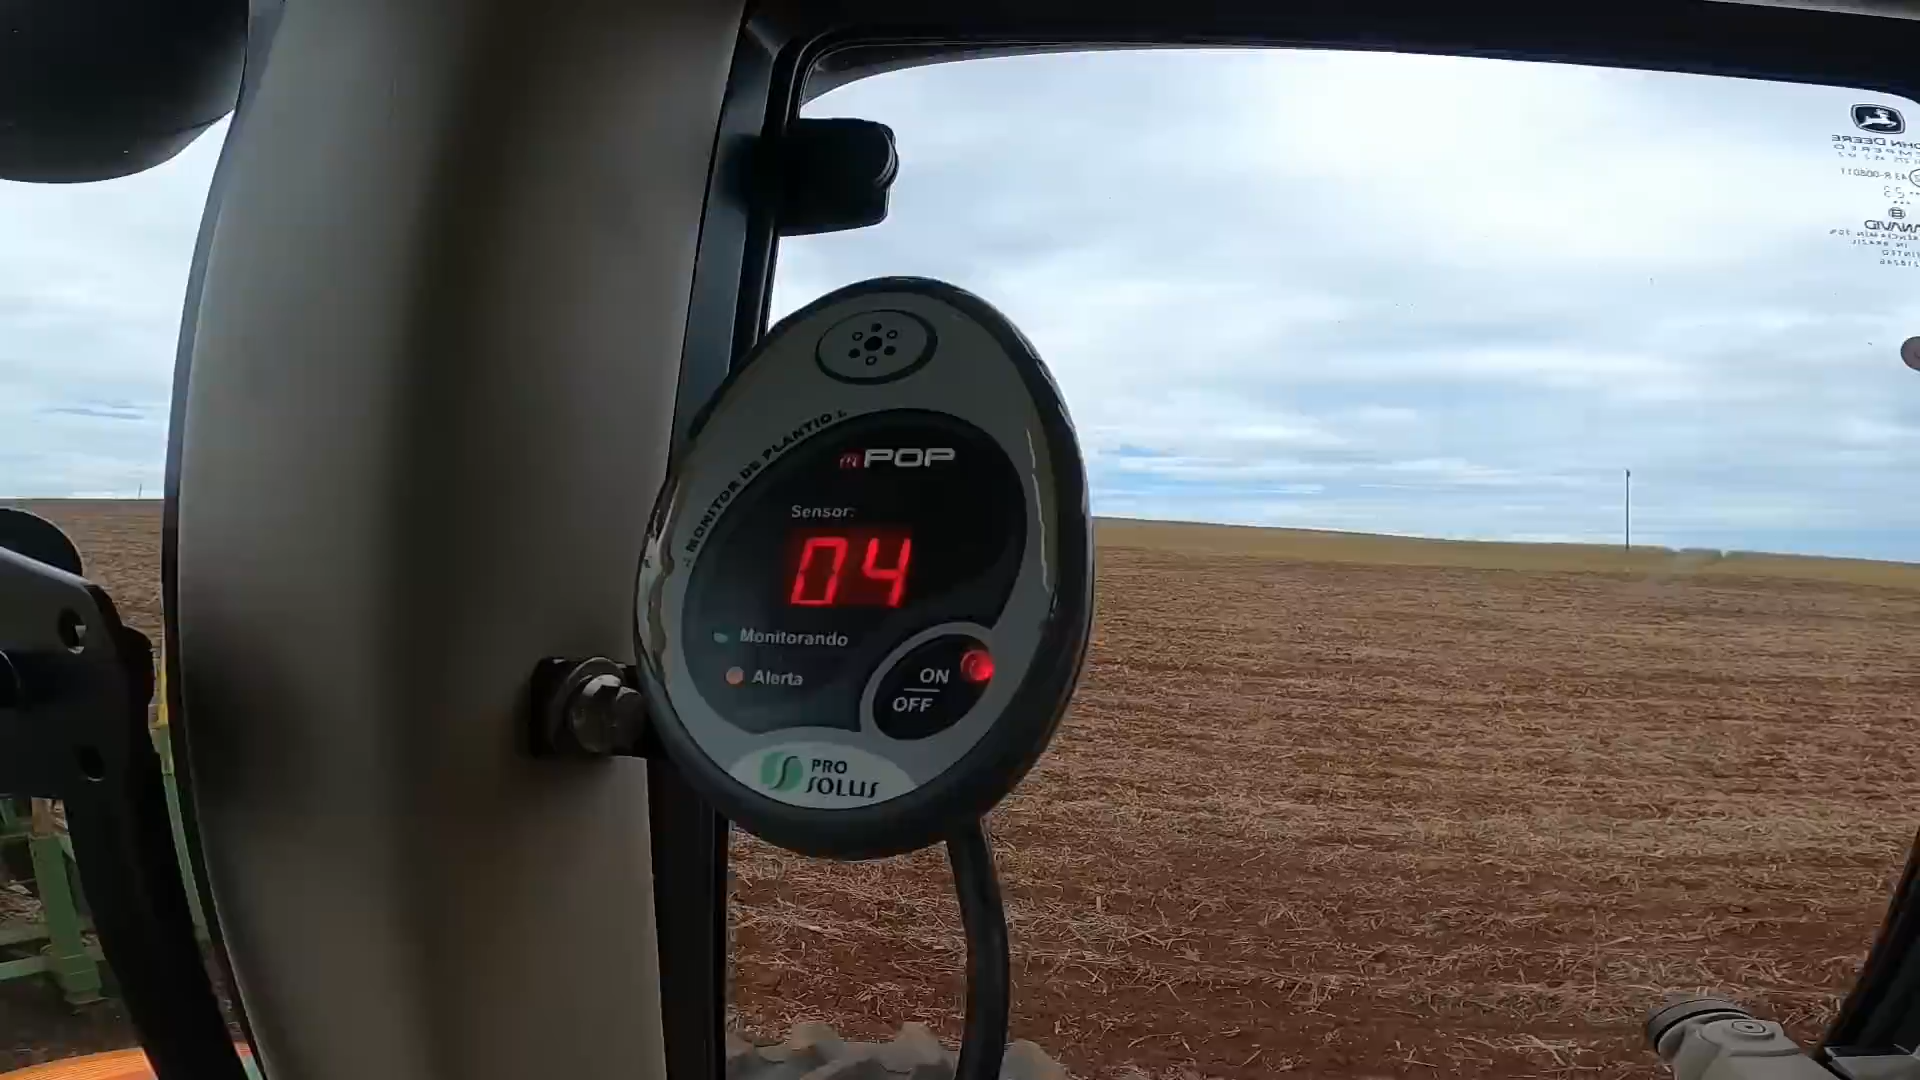 MONITOR DE PLANTIO
POP
Sensor:
04
Monitorando
Alerta
ON
OFF
PRO
SOLUS
JOHN DEERE